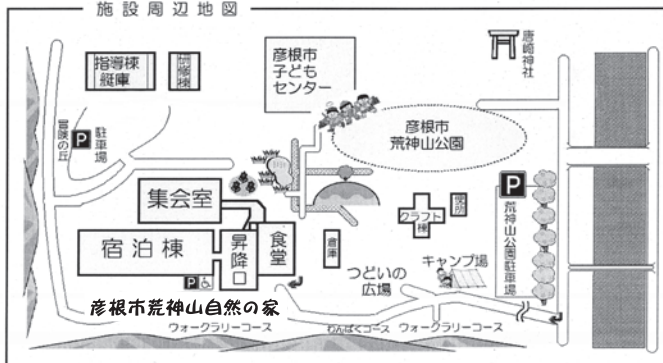 施設周辺地図
指導棟
艇庫
研修棟
彦根市
子ども
センター
唐崎神社
冒険の丘
P
駐車場
彦根市
荒神山公園
集会室
宿泊棟
昇降口
食堂
倉庫
クラフト
棟
便所
P
荒神山公園駐車場
つどいの
広場
キャンプ場
P
彦根市荒神山自然の家
ウォークラリーコース
わんぱくコース
ウォークラリーコース